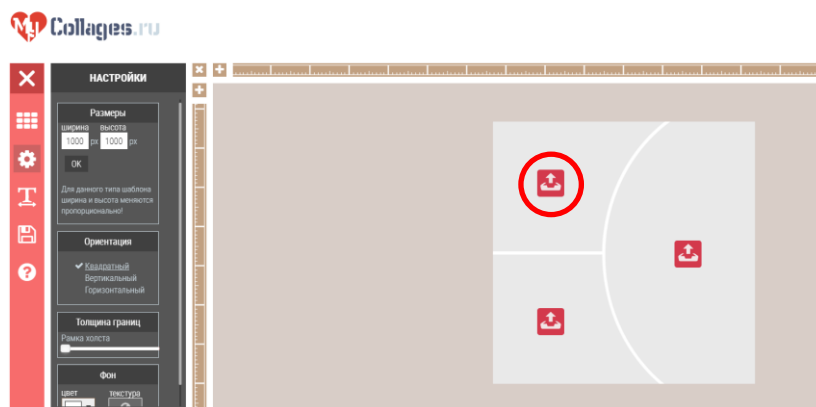 My Collages.ru
НАСТРОЙКИ
Размеры
ширина высота
1000 px 1000 px
OK
Для данного типа шаблона
ширина и высота меняются
пропорционально!
Ориентация
Квадратный
Вертикальный
Горизонтальный
Толщина границ
Рамка холста
Фон
цвет текстура